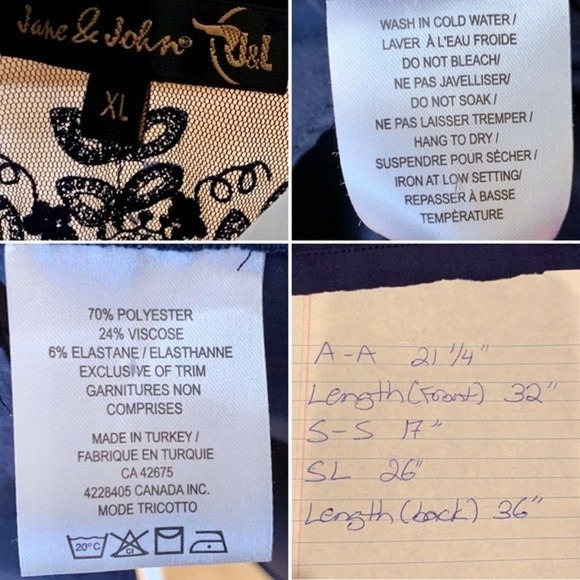 Jane & John® J&J
XL
WASH IN COLD WATER /
LAVER À L'EAU FROIDE
DO NOT BLEACH/
NE PAS JAVELLISER/
DO NOT SOAK /
NE PAS LAISSER TREMPER /
HANG TO DRY /
SUSPENDRE POUR SÉCHER /
IRON AT LOW SETTING/
REPASSER À BASSE
TEMPÉRATURE
70% POLYESTER
24% VISCOSE
6% ELASTANE / ELASTHANNE
EXCLUSIVE OF TRIM
GARNITURES NON
COMPRISES
MADE IN TURKEY /
FABRIQUE EN TURQUIE
CA 42675
4228405 CANADA INC.
MODE TRICOTTO
20°C CL
A-A 21 1/4"
Length (front) 32"
S-S 17"
SL 26"
Length (back) 36"